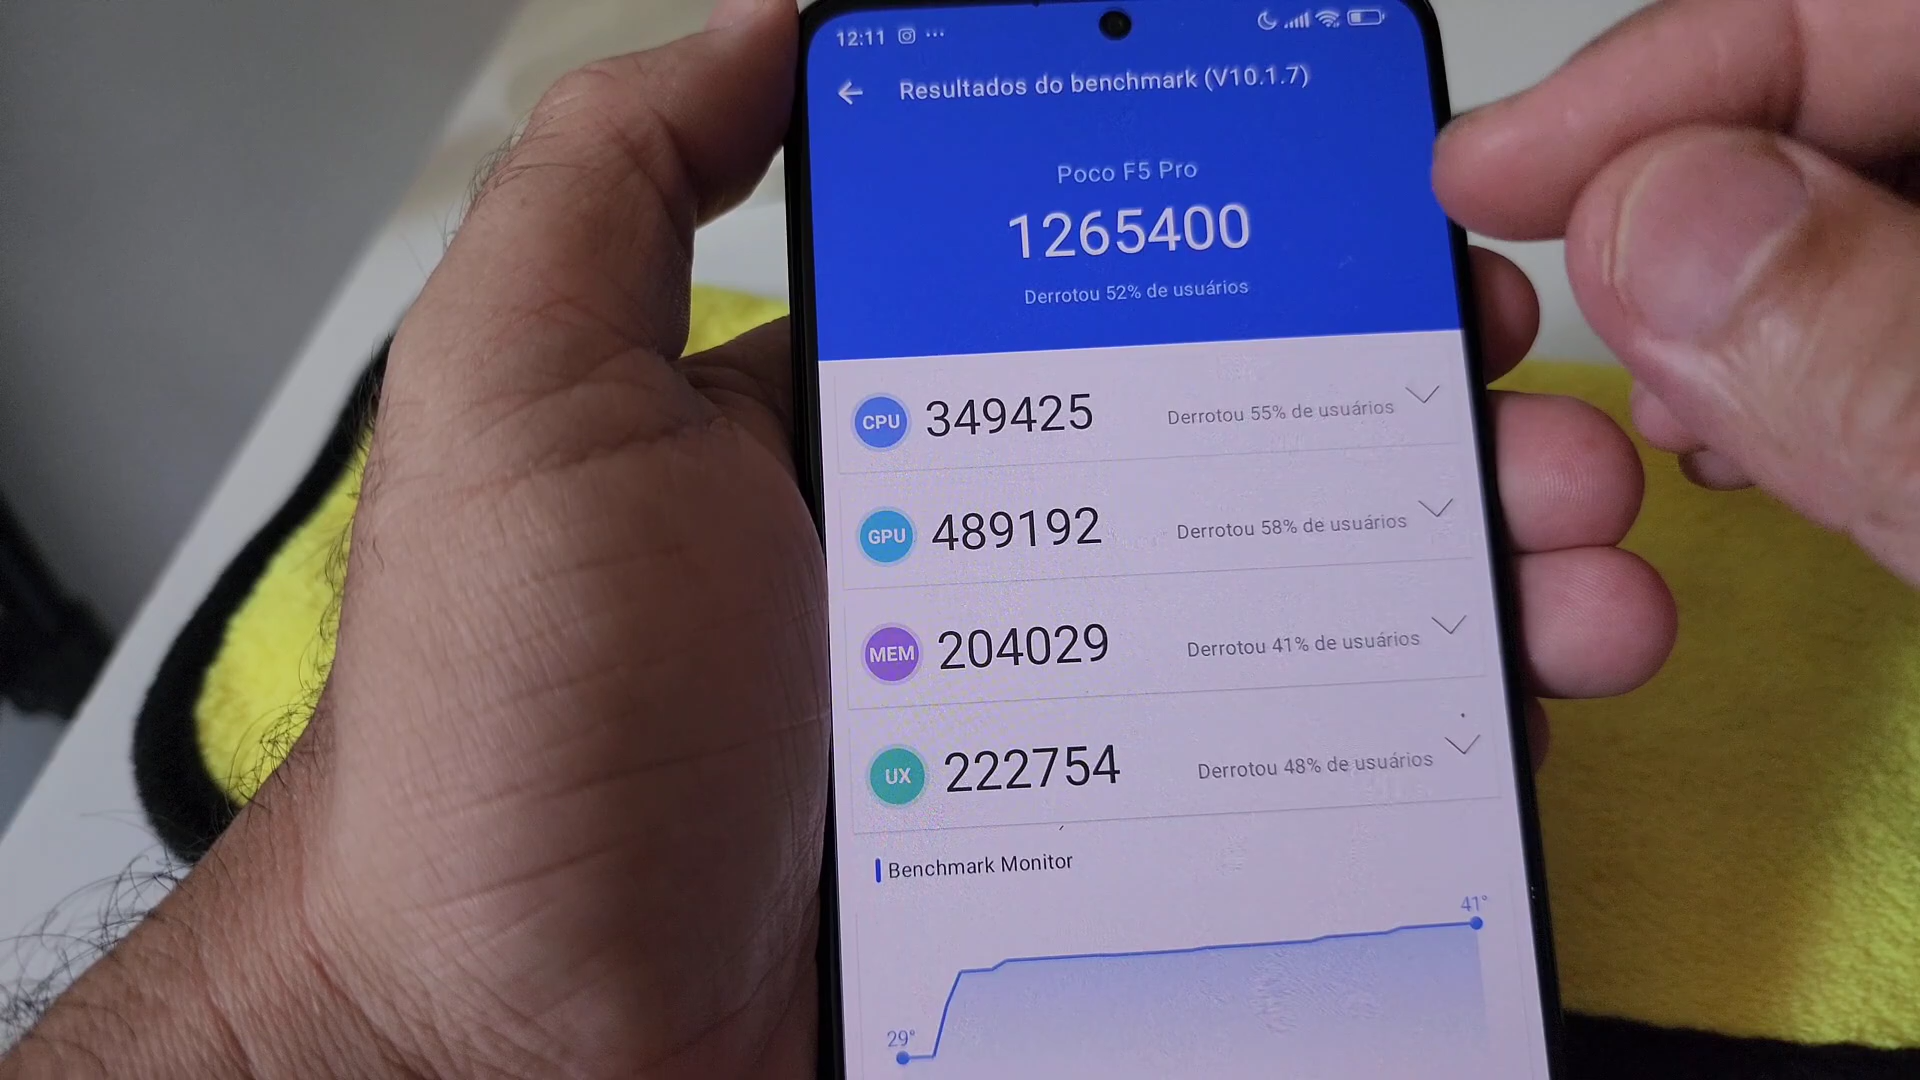 12:11
Resultados do benchmark (V10.1.7)
Poco F5 Pro
1265400
Derrotou 52% de usuários
CPU 349425 Derrotou 55% de usuários
GPU 489192 Derrotou 58% de usuários
MEM 204029 Derrotou 41% de usuários
UX 222754 Derrotou 48% de usuários
Benchmark Monitor
41°
29°